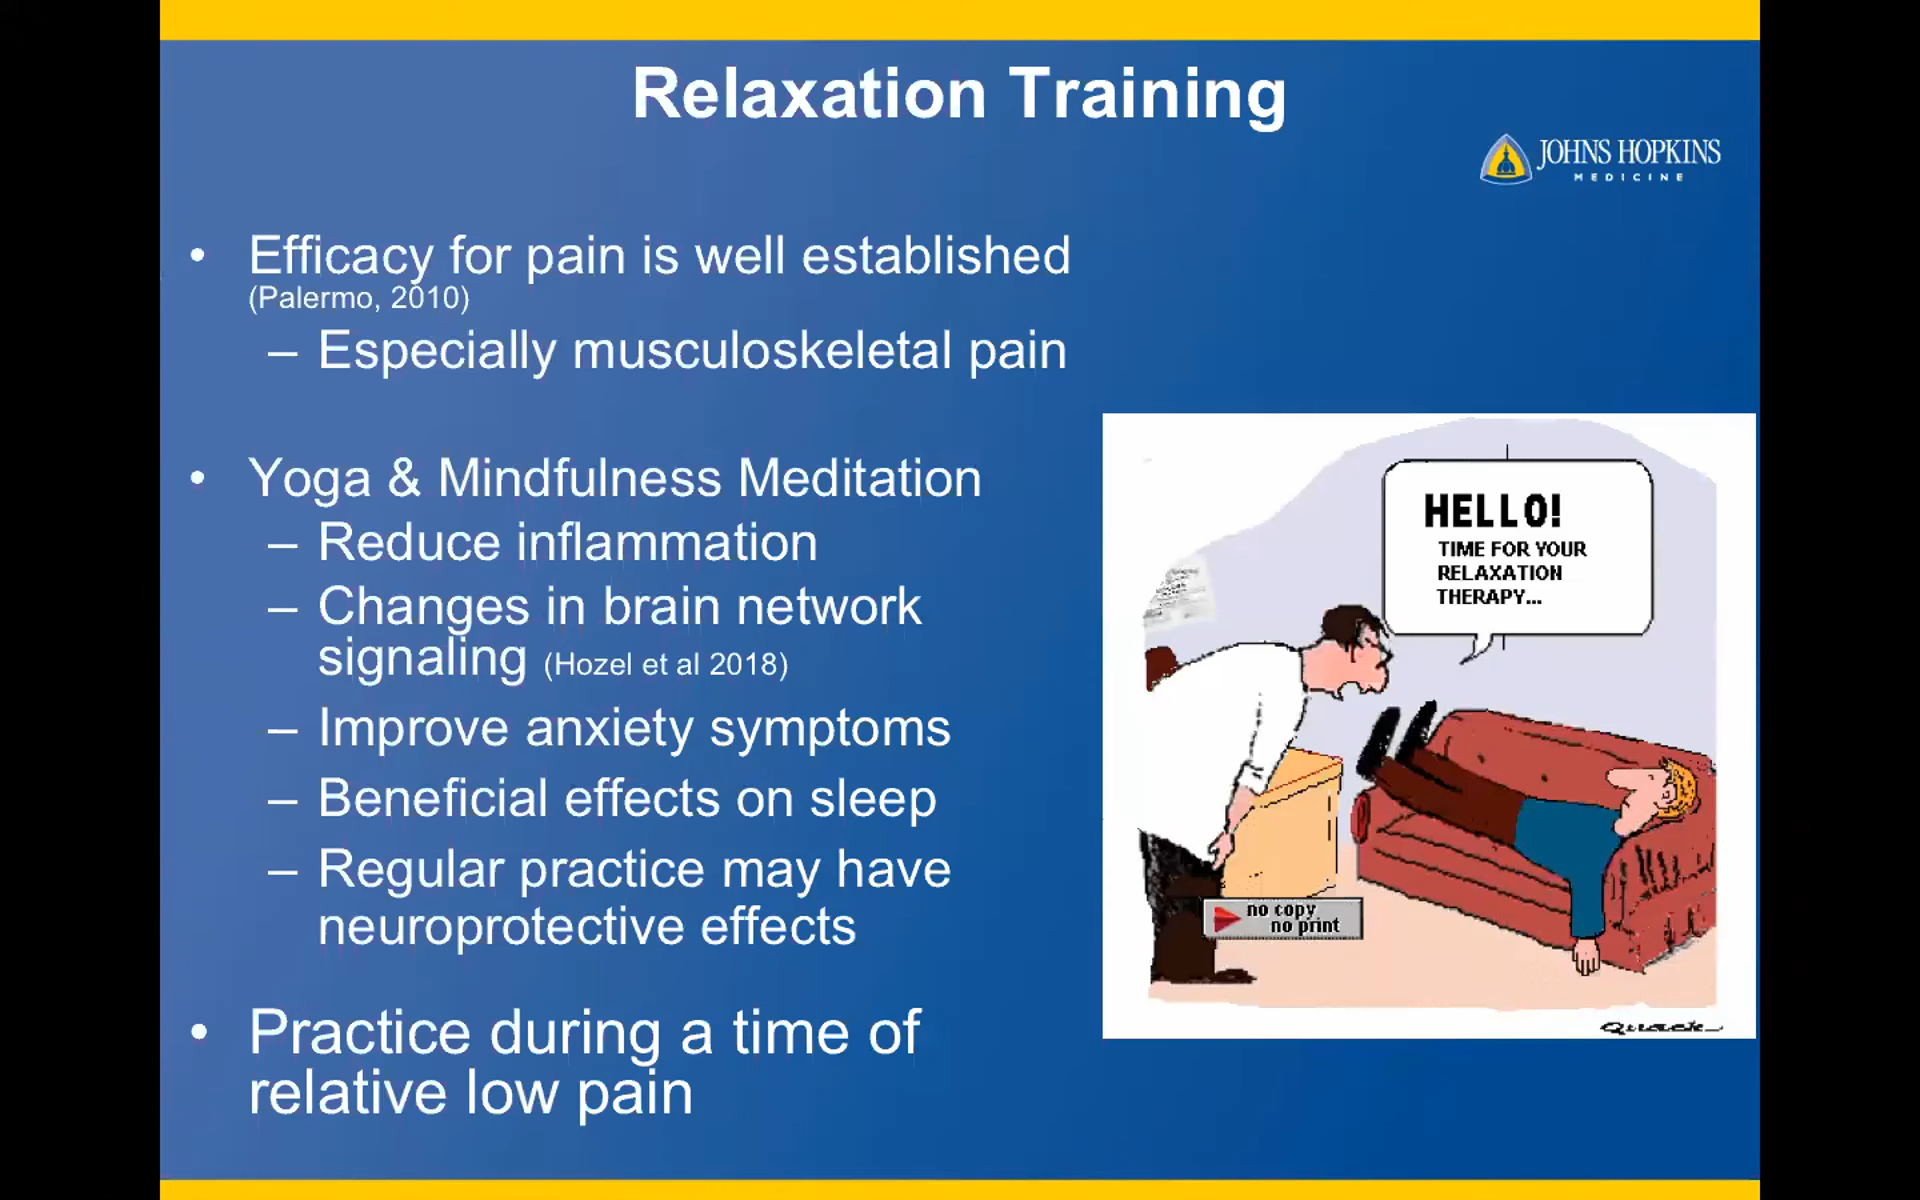 Relaxation Training
JOHNS HOPKINS
MEDICINE
• Efficacy for pain is well established
(Palermo, 2010)
– Especially musculoskeletal pain
• Yoga & Mindfulness Meditation
– Reduce inflammation
– Changes in brain network
signaling (Hozel et al 2018)
– Improve anxiety symptoms
– Beneficial effects on sleep
– Regular practice may have
neuroprotective effects
• Practice during a time of
relative low pain
HELLO!
TIME FOR YOUR
RELAXATION
THERAPY...
no copy
no print